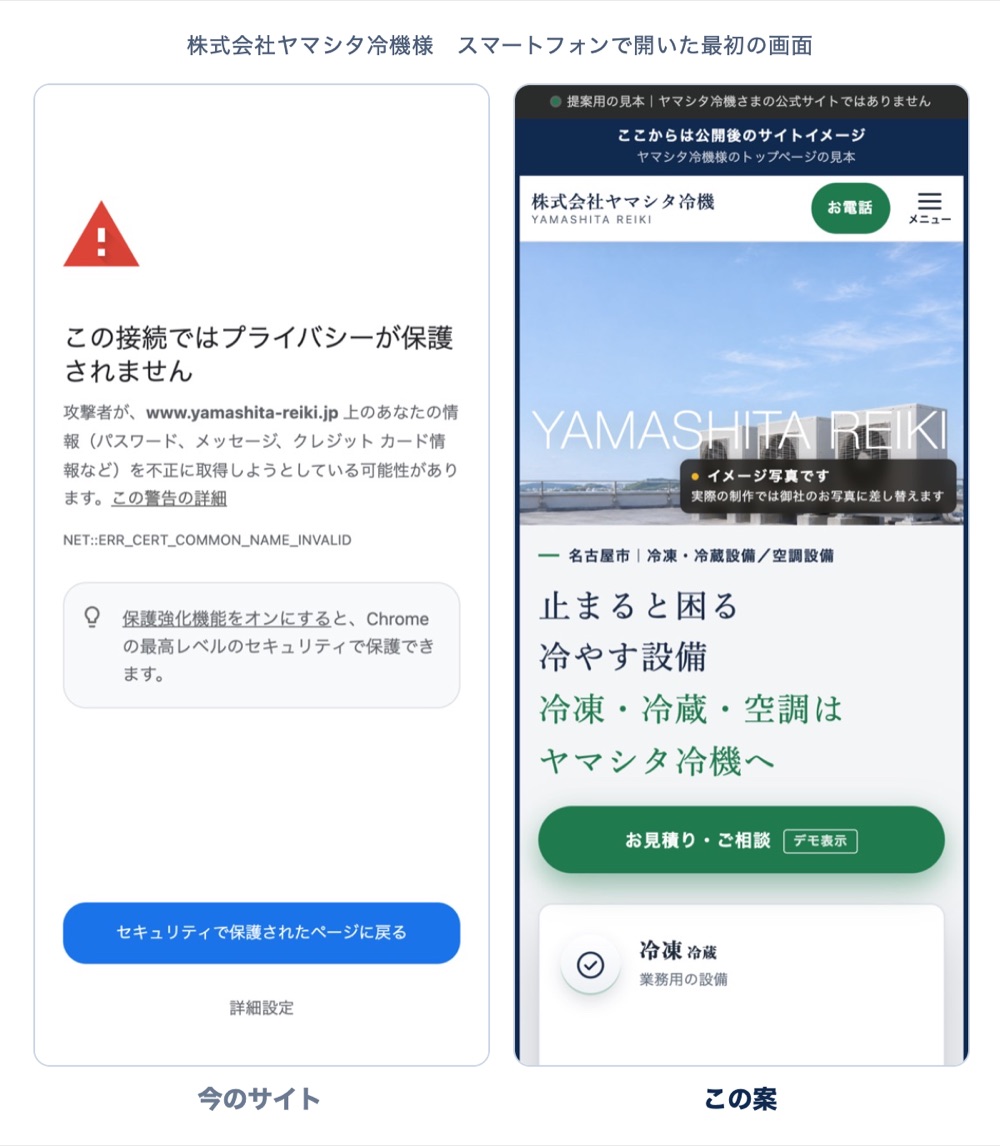 株式会社ヤマシタ冷機様　スマートフォンで開いた最初の画面
この接続ではプライバシーが保護
されません
攻撃者が、www.yamashita-reiki.jp 上のあなたの情
報（パスワード、メッセージ、クレジット カード情
報など）を不正に取得しようとしている可能性があり
ます。この警告の詳細
NET::ERR_CERT_COMMON_NAME_INVALID
保護強化機能をオンにすると、Chrome
の最高レベルのセキュリティで保護でき
ます。
セキュリティで保護されたページに戻る
詳細設定
今のサイト
提案用の見本｜ヤマシタ冷機さまの公式サイトではありません
ここからは公開後のサイトイメージ
ヤマシタ冷機様のトップページの見本
株式会社ヤマシタ冷機
YAMASHITA REIKI
お電話
メニュー
YAMASHITA REIKI
イメージ写真です
実際の制作では御社のお写真に差し替えます
名古屋市｜冷凍・冷蔵設備／空調設備
止まると困る
冷やす設備
冷凍・冷蔵・空調は
ヤマシタ冷機へ
お見積り・ご相談 デモ表示
冷凍 冷蔵
業務用の設備
この案